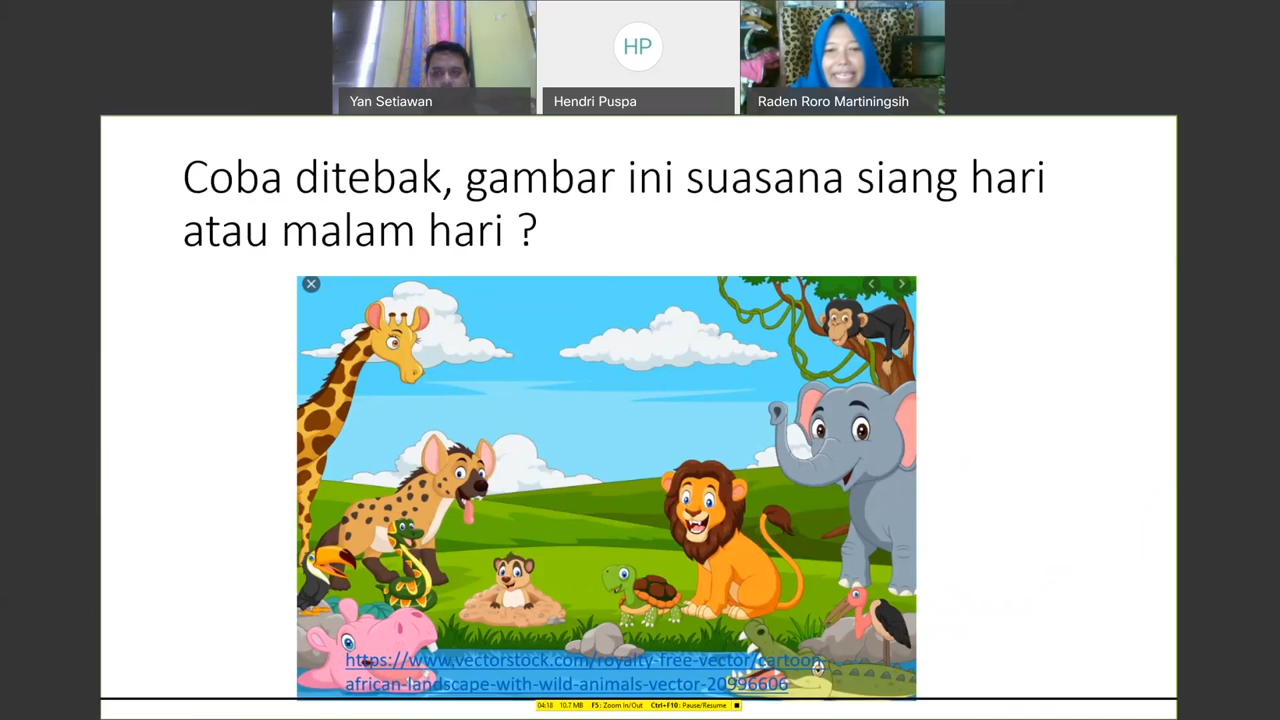 HP
Yan Setiawan
Hendri Puspa
Raden Roro Martiningsih
Coba ditebak, gambar ini suasana siang hari
atau malam hari ?
https://www.vectorstock.com/royalty-free-vector/cartoon-
african-landscape-with-wild-animals-vector-20996606
04:18 10.7 MB F5: Zoom In/Out Ctrl+F10: Pause/Resume